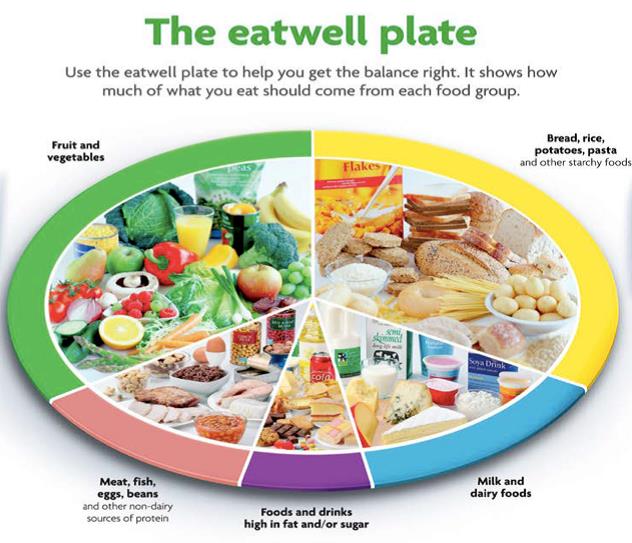 The eatwell plate
Use the eatwell plate to help you get the balance right. It shows how
much of what you eat should come from each food group.
Fruit and
vegetables
Bread, rice,
potatoes, pasta
and other starchy foods
peas
Flakes
semi
skimmed
long life milk
Soya Drink
cola
Meat, fish,
eggs, beans
and other non-dairy
sources of protein
Foods and drinks
high in fat and/or sugar
Milk and
dairy foods